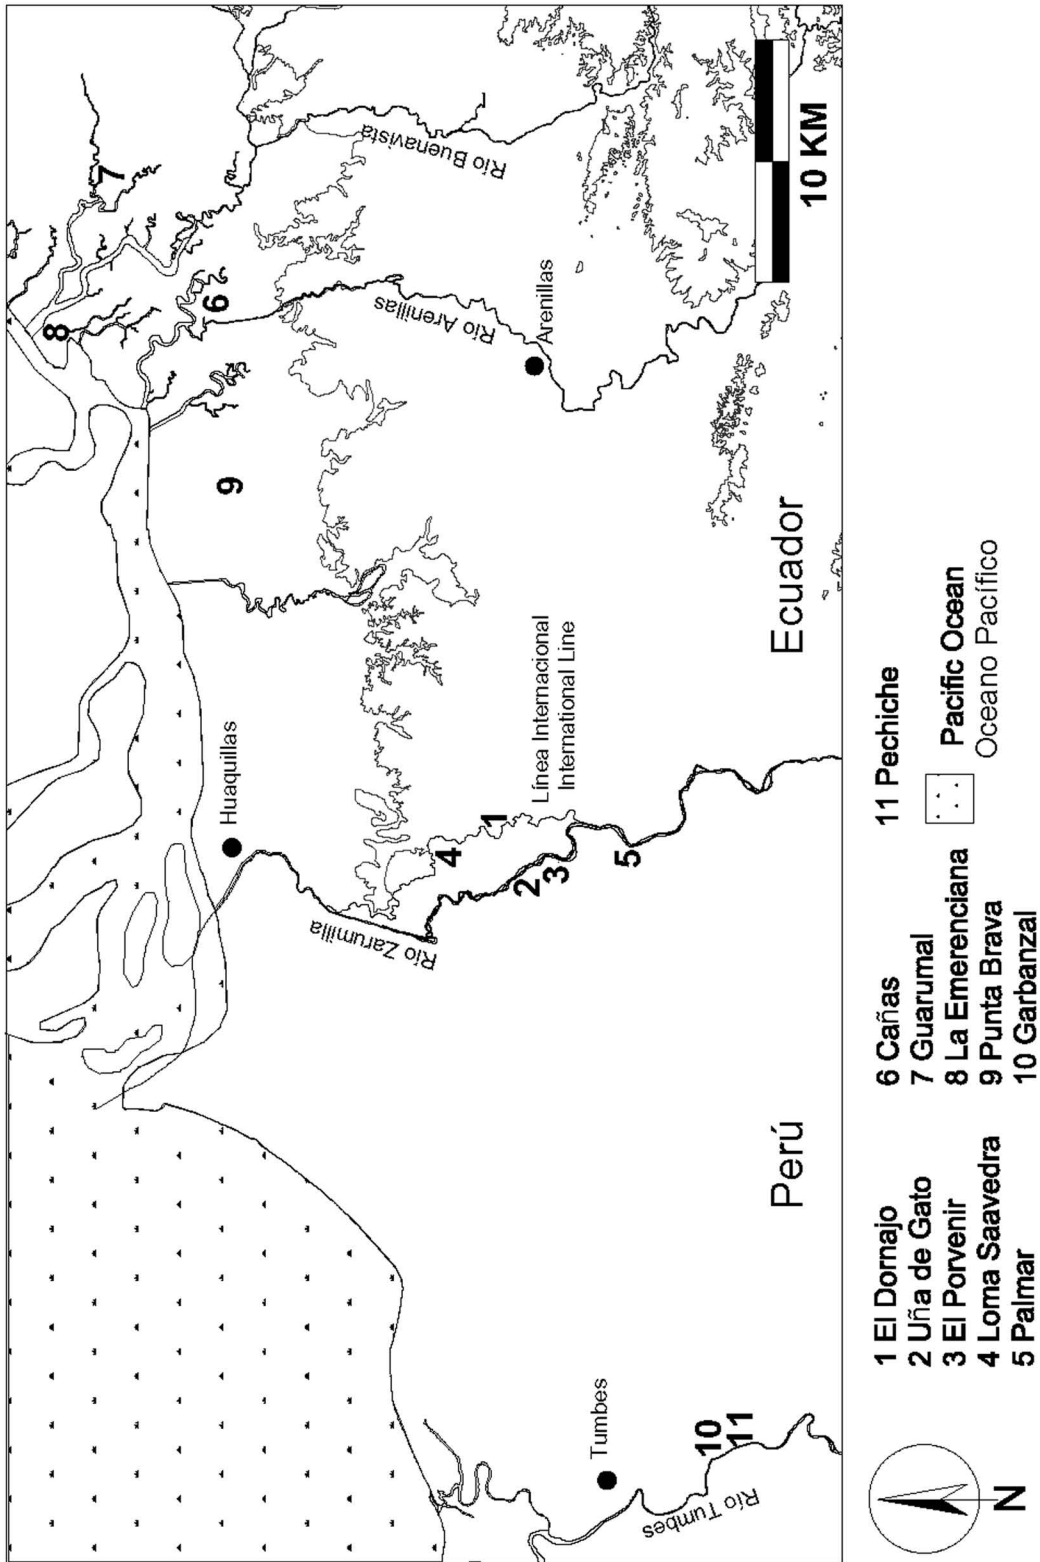 7
8
6
9
Río Buenavista
Río Arenillas
Arenillas
10 KM
Huaquillas
Río Zarumilla
4
1
2
3
5
Línea Internacional
International Line
Ecuador
Perú
Tumbes
10
11
Río Tumbes
N
1 El Dornajo
2 Uña de Gato
3 El Porvenir
4 Loma Saavedra
5 Palmar
6 Cañas
7 Guarumal
8 La Emerenciana
9 Punta Brava
10 Garbanzal
11 Pechiche
Pacific Ocean
Oceano Pacífico